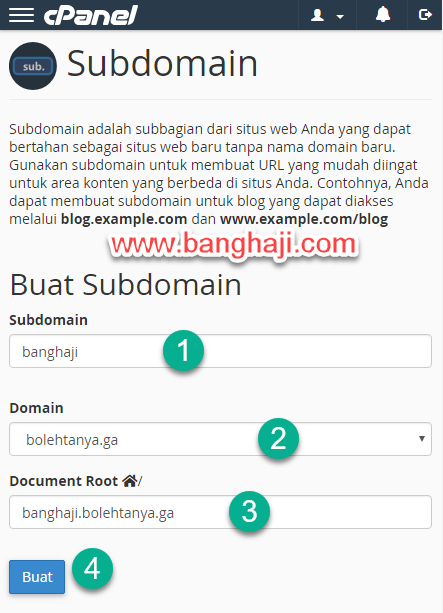 cPanel
sub.
Subdomain
Subdomain adalah subbagian dari situs web Anda yang dapat
bertahan sebagai situs web baru tanpa nama domain baru.
Gunakan subdomain untuk membuat URL yang mudah diingat
untuk area konten yang berbeda di situs Anda. Contohnya, Anda
dapat membuat subdomain untuk blog yang dapat diakses
melalui blog.example.com dan www.example.com/blog
www.banghaji.com
Buat Subdomain
Subdomain
banghaji 1
Domain
bolehtanya.ga 2
Document Root /
banghaji.bolehtanya.ga 3
Buat 4